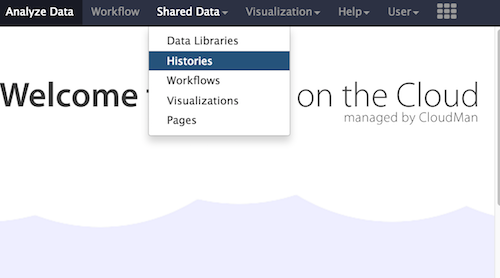 Analyze Data Workflow Shared Data Visualization Help User
Data Libraries
Histories
Workflows
Visualizations
Pages
Welcome on the Cloud
managed by CloudMan